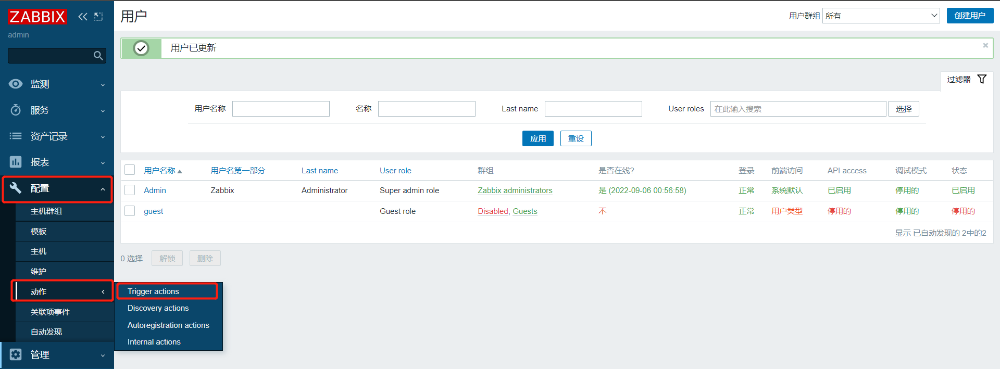 ZABBIX
admin
监测
服务
资产记录
报表
配置
主机群组
模板
主机
维护
动作
关联项事件
自动发现
管理
Trigger actions
Discovery actions
Autoregistration actions
Internal actions
用户
用户群组 所有 创建用户
用户已更新
过滤器
用户名称 名称 Last name User roles 在此输入搜索 选择
应用 重设
用户名称 用户名第一部分 Last name User role 群组 是否在线? 登录 前端访问 API access 调试模式 状态
Admin Zabbix Administrator Super admin role Zabbix administrators 是 (2022-09-06 00:56:58) 正常 系统默认 已启用 停用的 已启用
guest Guest role Disabled, Guests 不 正常 用户类型 停用的 停用的 停用的
显示 已自动发现的 2中的2
0 选择 解锁 删除